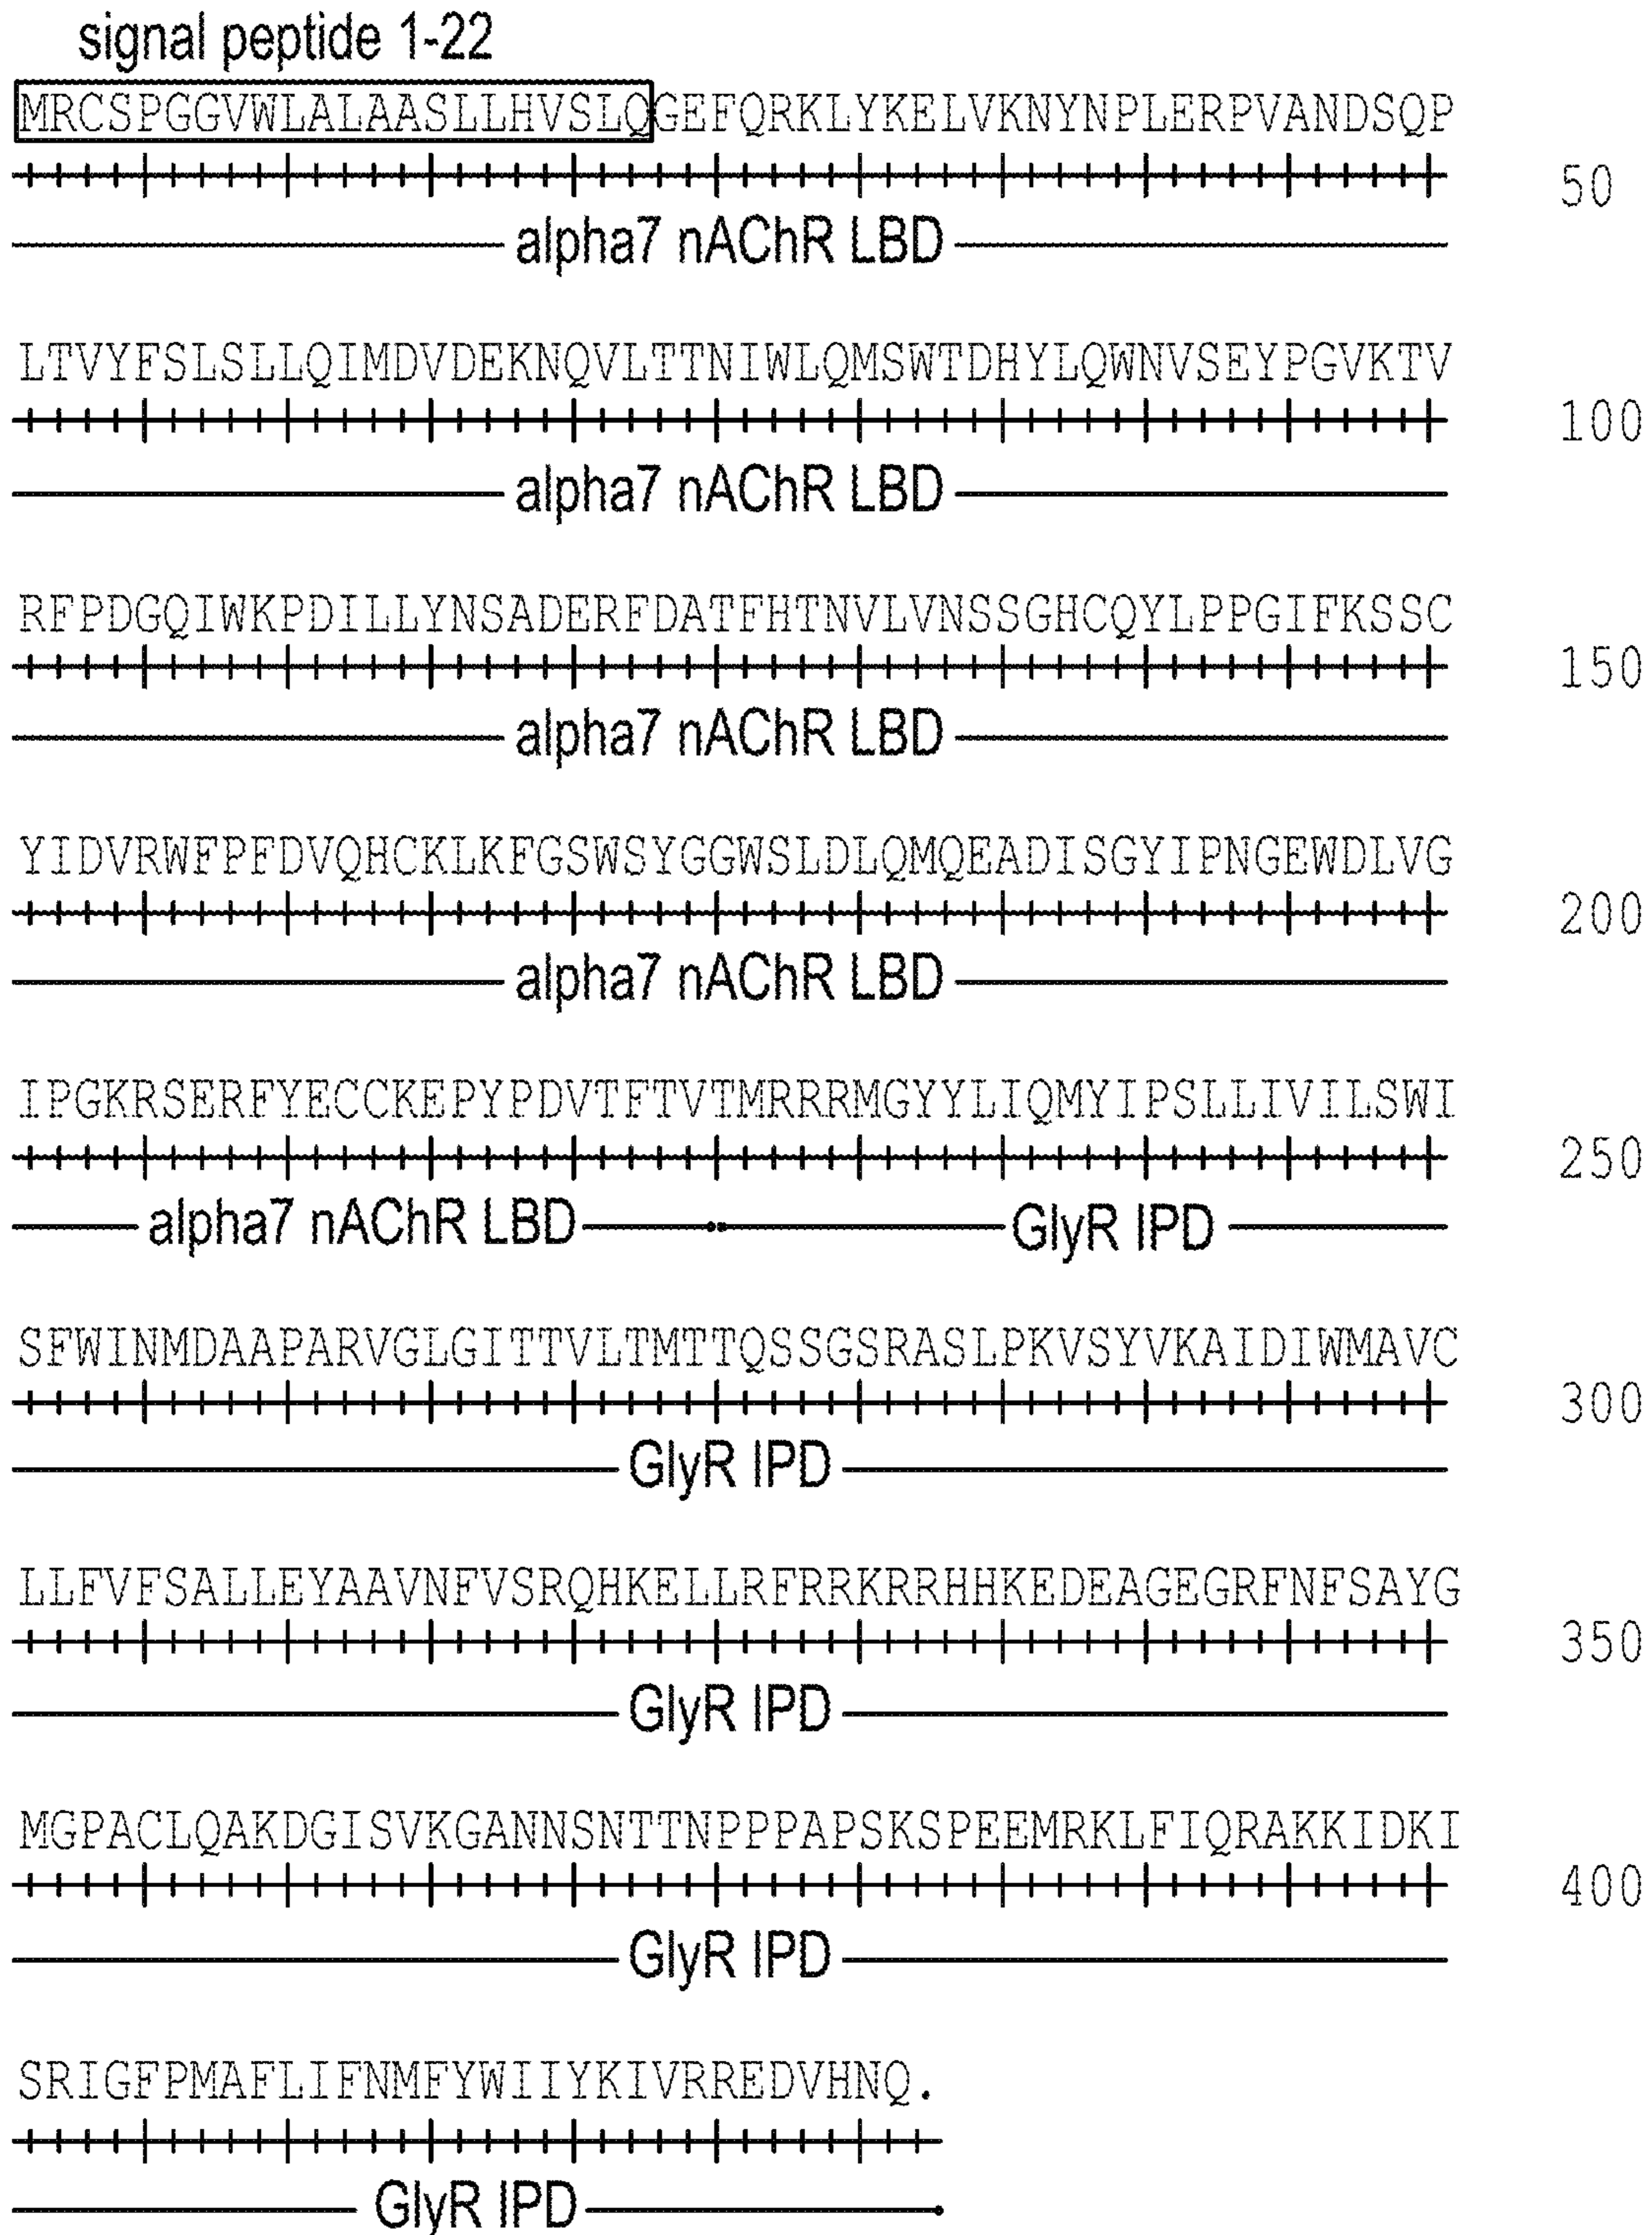 signal peptide 1-22
MRCSPGGVWLALAASLLHVSLQGEFQRKLYKELVKNYNPLERPVANDSQP
50
alpha7 nAChR LBD
LTVYFSLSLLQIMDVDEKNQVLTTNIWLQMSWTDHYLQWNVSEYPGVKTV
100
alpha7 nAChR LBD
RFPDGQIWKPDILLYNSADERFDATFHTNVLVNSSGHCQYLPPGIFKSSC
150
alpha7 nAChR LBD
YIDVRWFPFDVQHCKLKFGSWSYGGWSLDLQMQEADISGYIPNGEWDLVG
200
alpha7 nAChR LBD
IPGKRSERFYECCKEPYPDVTFTVTMRRRMGYYLIQMYIPSLLIVILSWI
250
alpha7 nAChR LBD GlyR IPD
SFWINMDAAPARVGLGITTVLTMTTQSSGSRASLPKVSYVKAIDIWMAVC
300
GlyR IPD
LLFVFSALLEYAAVNFVSRQHKELLRFRRKRRHHKEDEAGEGRFNFSAYG
350
GlyR IPD
MGPACLQAKDGISVKGANNSNTTNPPPAPSKSPEEMRKLFIQRAKKIDKI
400
GlyR IPD
SRIGFPMAFLIFNMFYWIIYKIVRREDVHNQ.
GlyR IPD